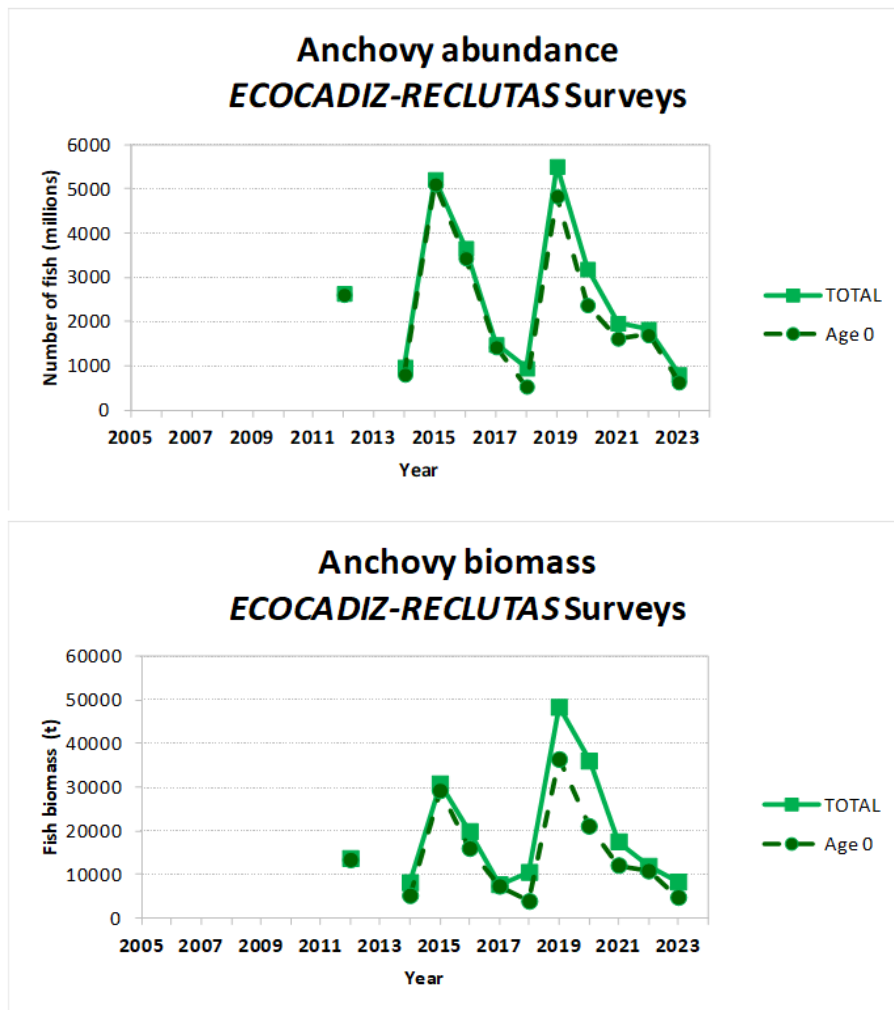 Anchovy abundance
ECOCADIZ-RECLUTAS Surveys
Number of fish (millions)
6000
5000
4000
3000
2000
1000
0
2005 2007 2009 2011 2013 2015 2017 2019 2021 2023
Year
TOTAL
Age 0
Anchovy biomass
ECOCADIZ-RECLUTAS Surveys
Fish biomass (t)
60000
50000
40000
30000
20000
10000
0
2005 2007 2009 2011 2013 2015 2017 2019 2021 2023
Year
TOTAL
Age 0